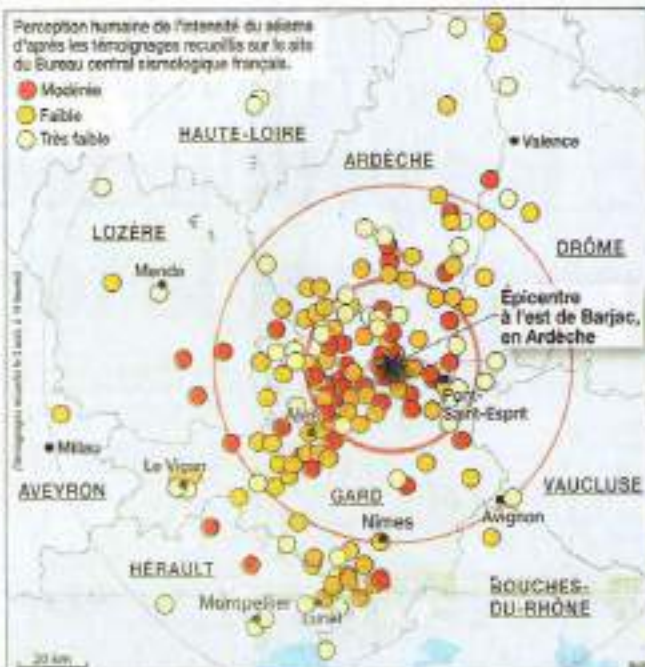 Perception humaine de l'intensité du séisme
d'après les témoignages recueillis sur le site
du Bureau central sismologique français.
Modérée
Faible
Très faible
HAUTE-LOIRE
ARDÈCHE
Valence
LOZÈRE
Mende
DRÔME
Épicentre
à l'est de Barjac,
en Ardèche
Pont-
Saint-Esprit
Millau
Le Vigan
AVEYRON
GARD
VAUCLUSE
Avignon
Nîmes
HÉRAULT
BOUCHES-
DU-RHÔNE
Montpellier
Lunel
20 km